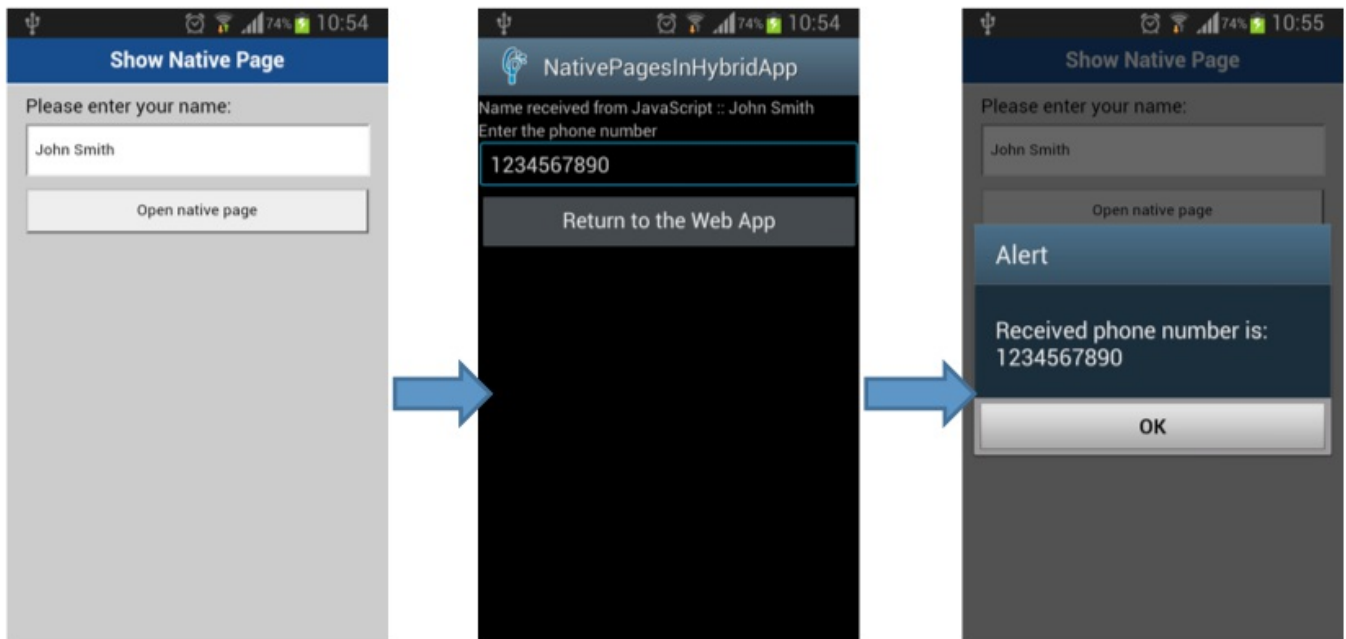 74% 10:54
Show Native Page
Please enter your name:
John Smith
Open native page
74% 10:54
NativePagesInHybridApp
Name received from JavaScript :: John Smith
Enter the phone number
1234567890
Return to the Web App
74% 10:55
Show Native Page
Please enter your name:
John Smith
Open native page
Alert
Received phone number is:
1234567890
OK